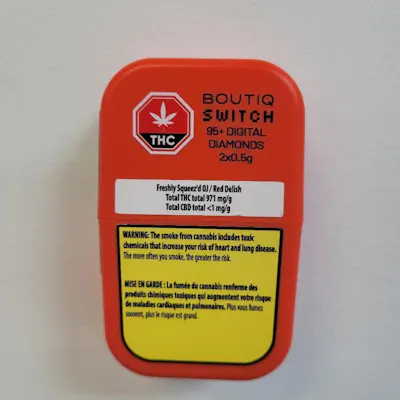 BOUTIQ
SWITCH
95+ DIGITAL
DIAMONDS
2x0.5g
THC
Freshly Squeez'd OJ / Red Delish
Total THC total 971 mg/g
Total CBD total <1 mg/g
WARNING: The smoke from cannabis includes toxic
chemicals that increase your risk of heart and lung disease.
The more often you smoke, the greater the risk.
MISE EN GARDE : La fumée du cannabis renferme des
produits chimiques toxiques qui augmentent votre risque
de maladies cardiaques et pulmonaires. Plus vous fumez
souvent, plus le risque est grand.